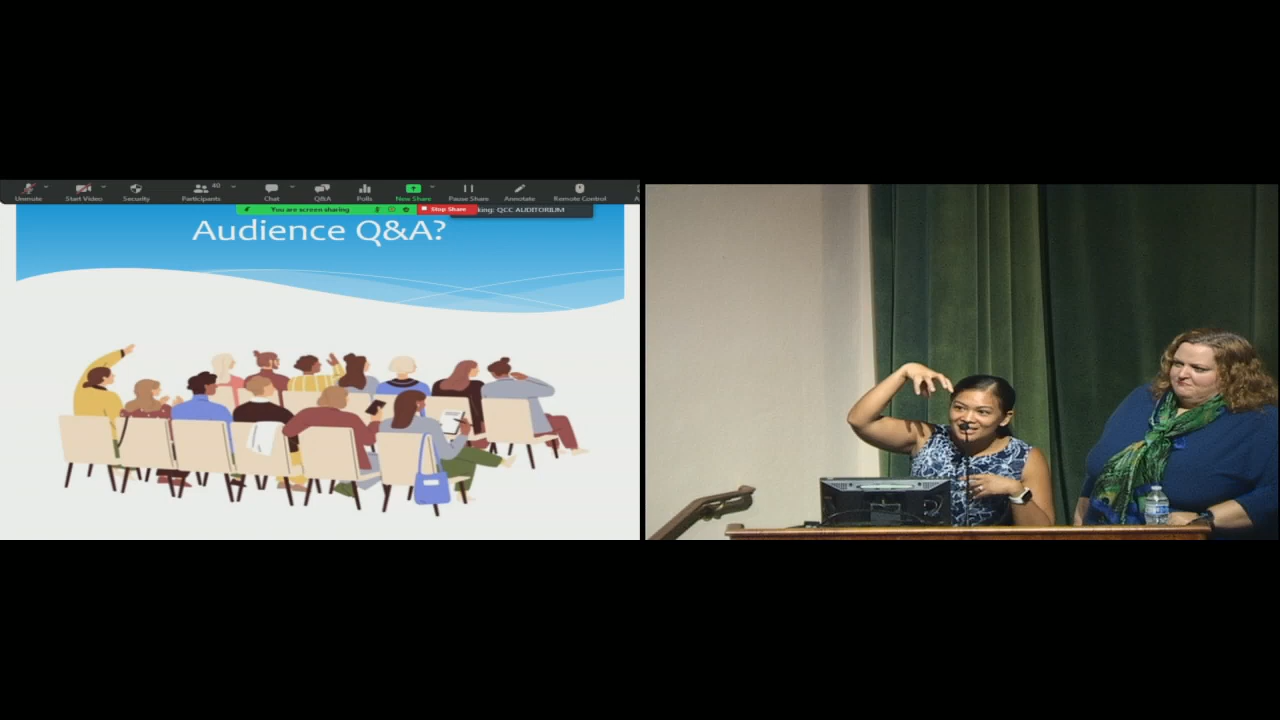 Unmute
Start Video
Security
40
Participants
Chat
Q&A
Polls
New Share
Pause Share
Annotate
Remote Control
You are screen sharing
Stop Share
king: QCC AUDITORIUM
Audience Q&A?